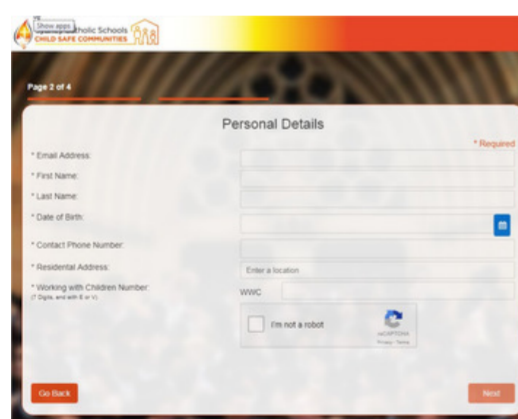 Show apps
tholic Schools
CHILD SAFE COMMUNITIES
Page 2 of 4
Personal Details
* Required
* Email Address:
* First Name:
* Last Name:
* Date of Birth:
* Contact Phone Number:
* Residential Address:
Enter a location
* Working with Children Number:
(7 Digits, end with E or V)
WWC
I'm not a robot
reCAPTCHA
Privacy - Terms
Go Back
Next